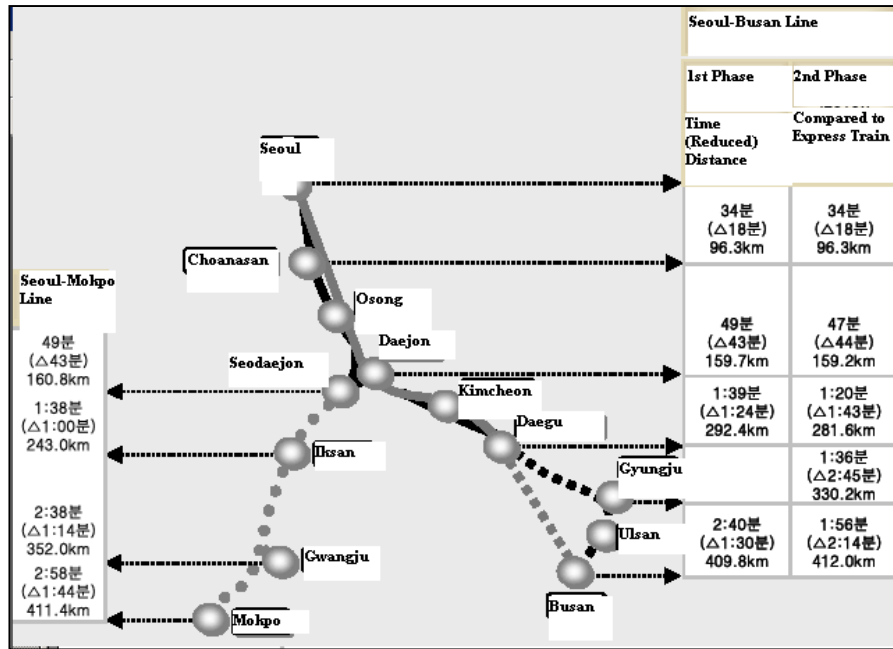 Seoul-Busan Line
1st Phase
2nd Phase
Time
(Reduced)
Distance
Compared to
Express Train
Seoul
34분
(△18분)
96.3km
34분
(△18분)
96.3km
Choanasan
Seoul-Mokpo
Line
Osong
49분
(△43분)
159.7km
47분
(△44분)
159.2km
Daejon
49분
(△43분)
160.8km
Seodaejon
Kimcheon
1:39분
(△1:24분)
292.4km
1:20분
(△1:43분)
281.6km
Daegu
1:38분
(△1:00분)
243.0km
Iksan
Gyungju
1:36분
(△2:45분)
330.2km
Ulsan
2:38분
(△1:14분)
352.0km
Gwangju
2:40분
(△1:30분)
409.8km
1:56분
(△2:14분)
412.0km
Busan
2:58분
(△1:44분)
411.4km
Mokpo